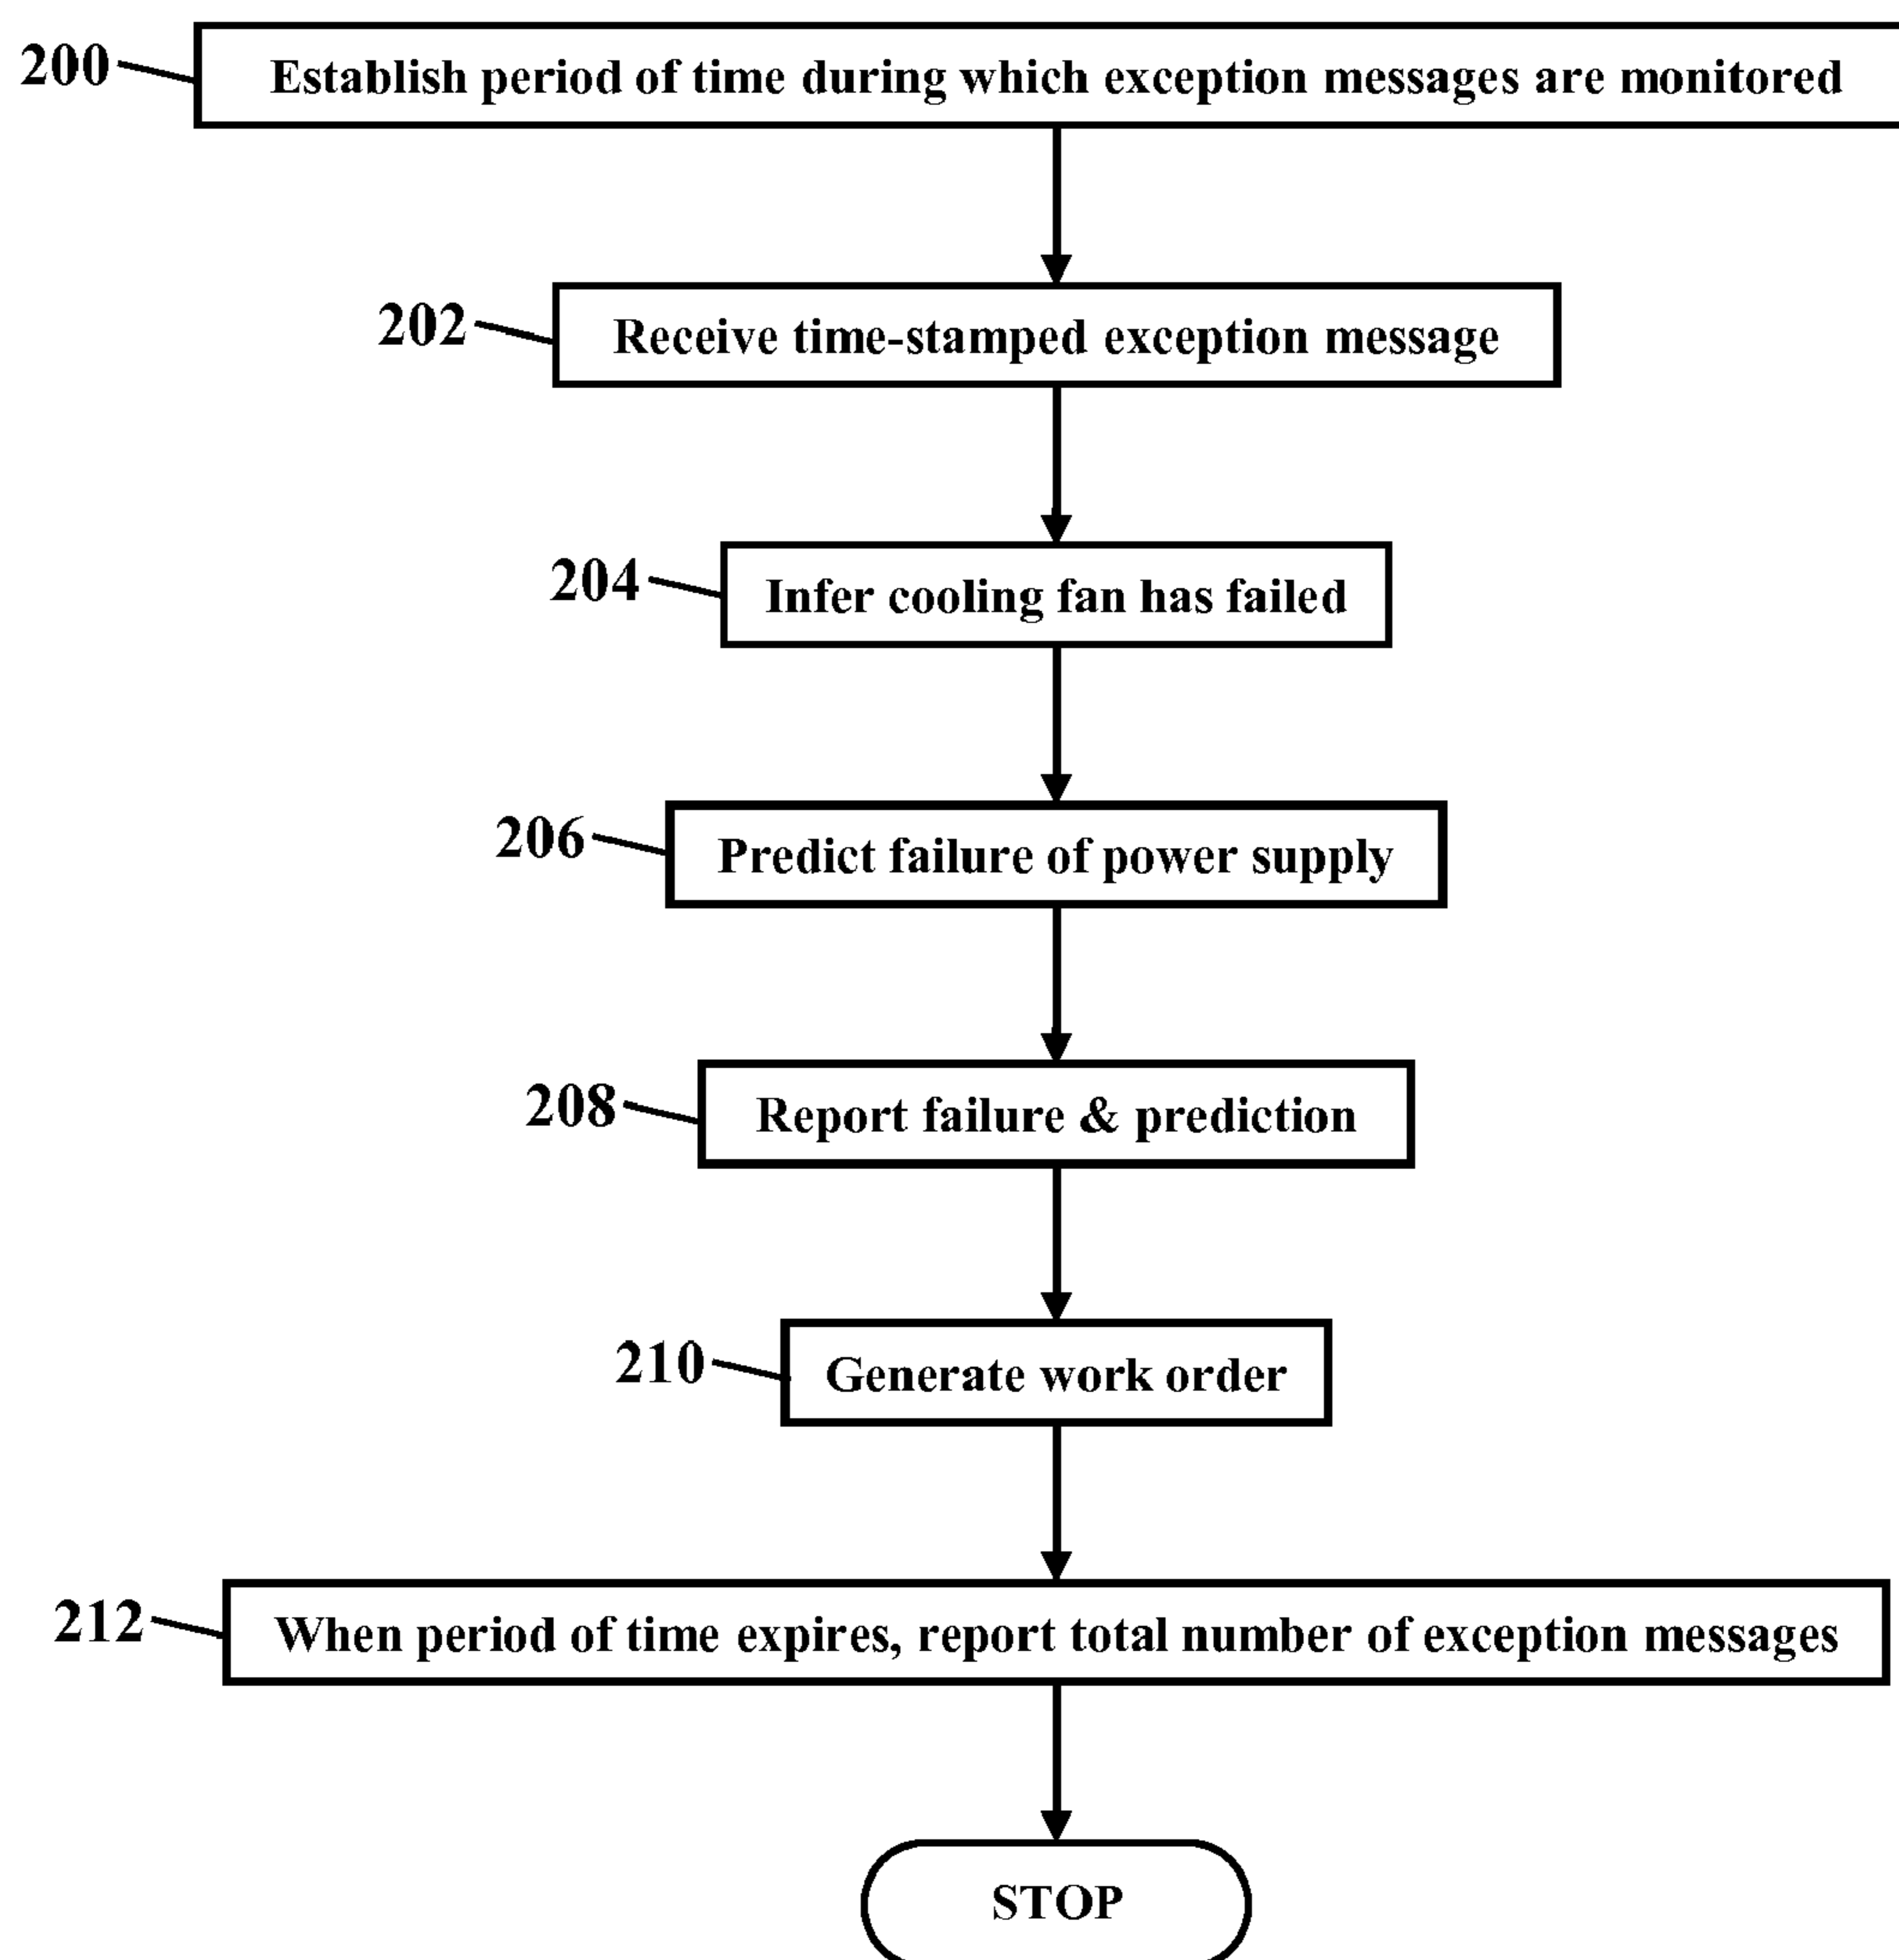 200
Establish period of time during which exception messages are monitored
202
Receive time-stamped exception message
204
Infer cooling fan has failed
206
Predict failure of power supply
208
Report failure & prediction
210
Generate work order
212
When period of time expires, report total number of exception messages
STOP